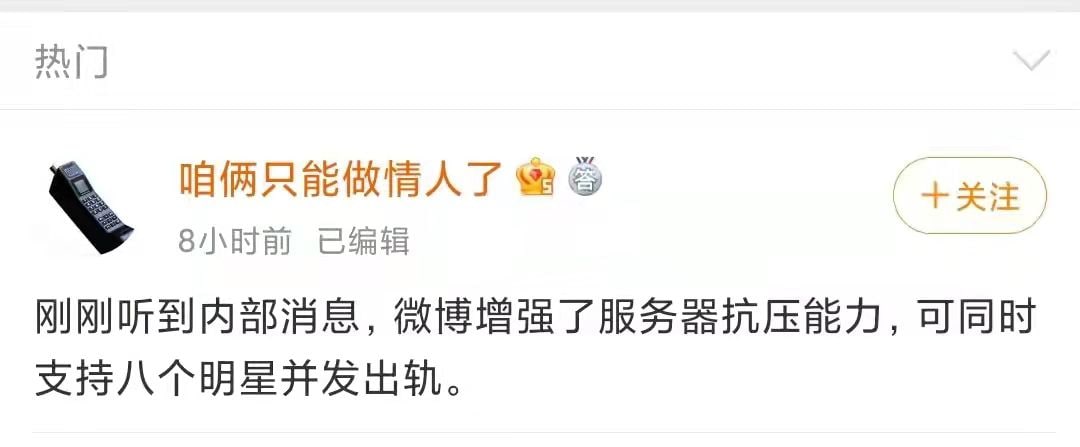 热门
咱俩只能做情人了 5 答
+关注
8小时前 已编辑
刚刚听到内部消息，微博增强了服务器抗压能力，可同时
支持八个明星并发出轨。